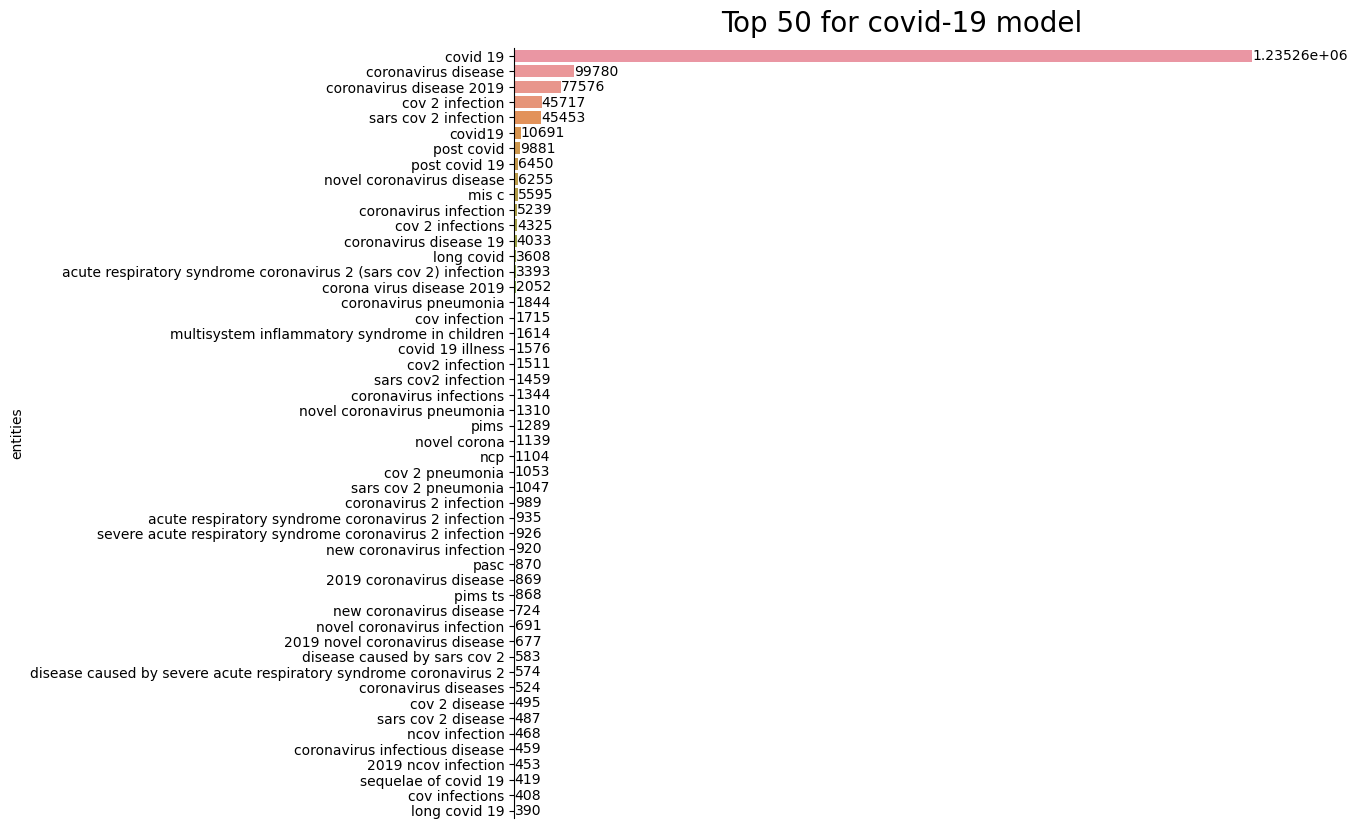 Top 50 for covid-19 model
entities
covid 19 1.23526e+06
coronavirus disease 99780
coronavirus disease 2019 77576
cov 2 infection 45717
sars cov 2 infection 45453
covid19 10691
post covid 9881
post covid 19 6450
novel coronavirus disease 6255
mis c 5595
coronavirus infection 5239
cov 2 infections 4325
coronavirus disease 19 4033
long covid 3608
acute respiratory syndrome coronavirus 2 (sars cov 2) infection 3393
corona virus disease 2019 2052
coronavirus pneumonia 1844
cov infection 1715
multisystem inflammatory syndrome in children 1614
covid 19 illness 1576
cov2 infection 1511
sars cov2 infection 1459
coronavirus infections 1344
novel coronavirus pneumonia 1310
pims 1289
novel corona 1139
ncp 1104
cov 2 pneumonia 1053
sars cov 2 pneumonia 1047
coronavirus 2 infection 989
acute respiratory syndrome coronavirus 2 infection 935
severe acute respiratory syndrome coronavirus 2 infection 926
new coronavirus infection 920
pasc 870
2019 coronavirus disease 869
pims ts 868
new coronavirus disease 724
novel coronavirus infection 691
2019 novel coronavirus disease 677
disease caused by sars cov 2 583
disease caused by severe acute respiratory syndrome coronavirus 2 574
coronavirus diseases 524
cov 2 disease 495
sars cov 2 disease 487
ncov infection 468
coronavirus infectious disease 459
2019 ncov infection 453
sequelae of covid 19 419
cov infections 408
long covid 19 390